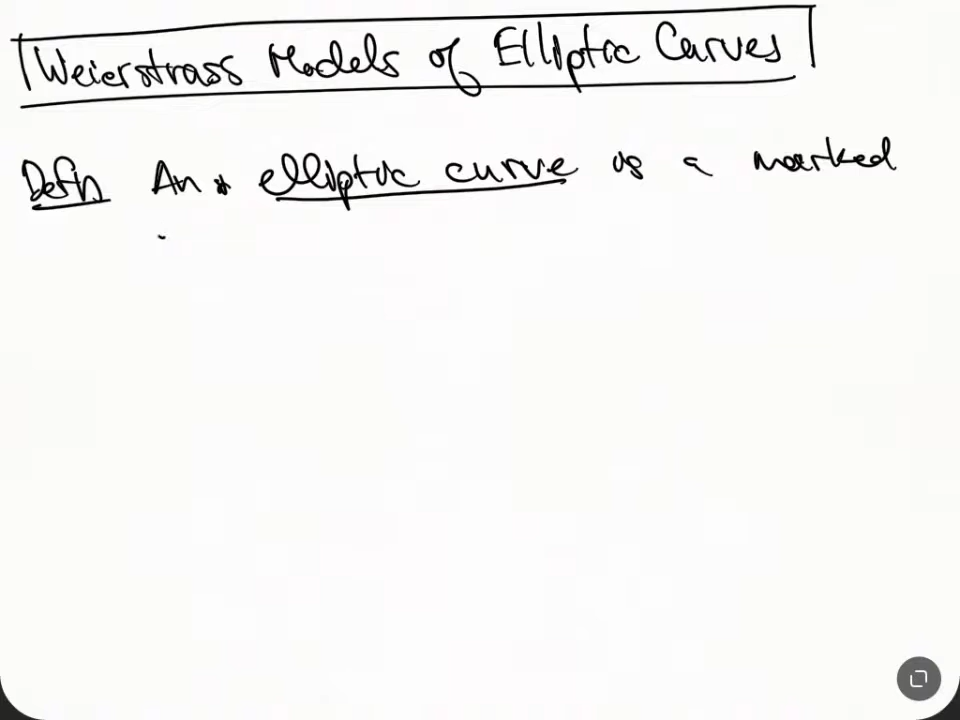 Weierstrass Models of Elliptic Curves
Defn An elliptic curve is a marked